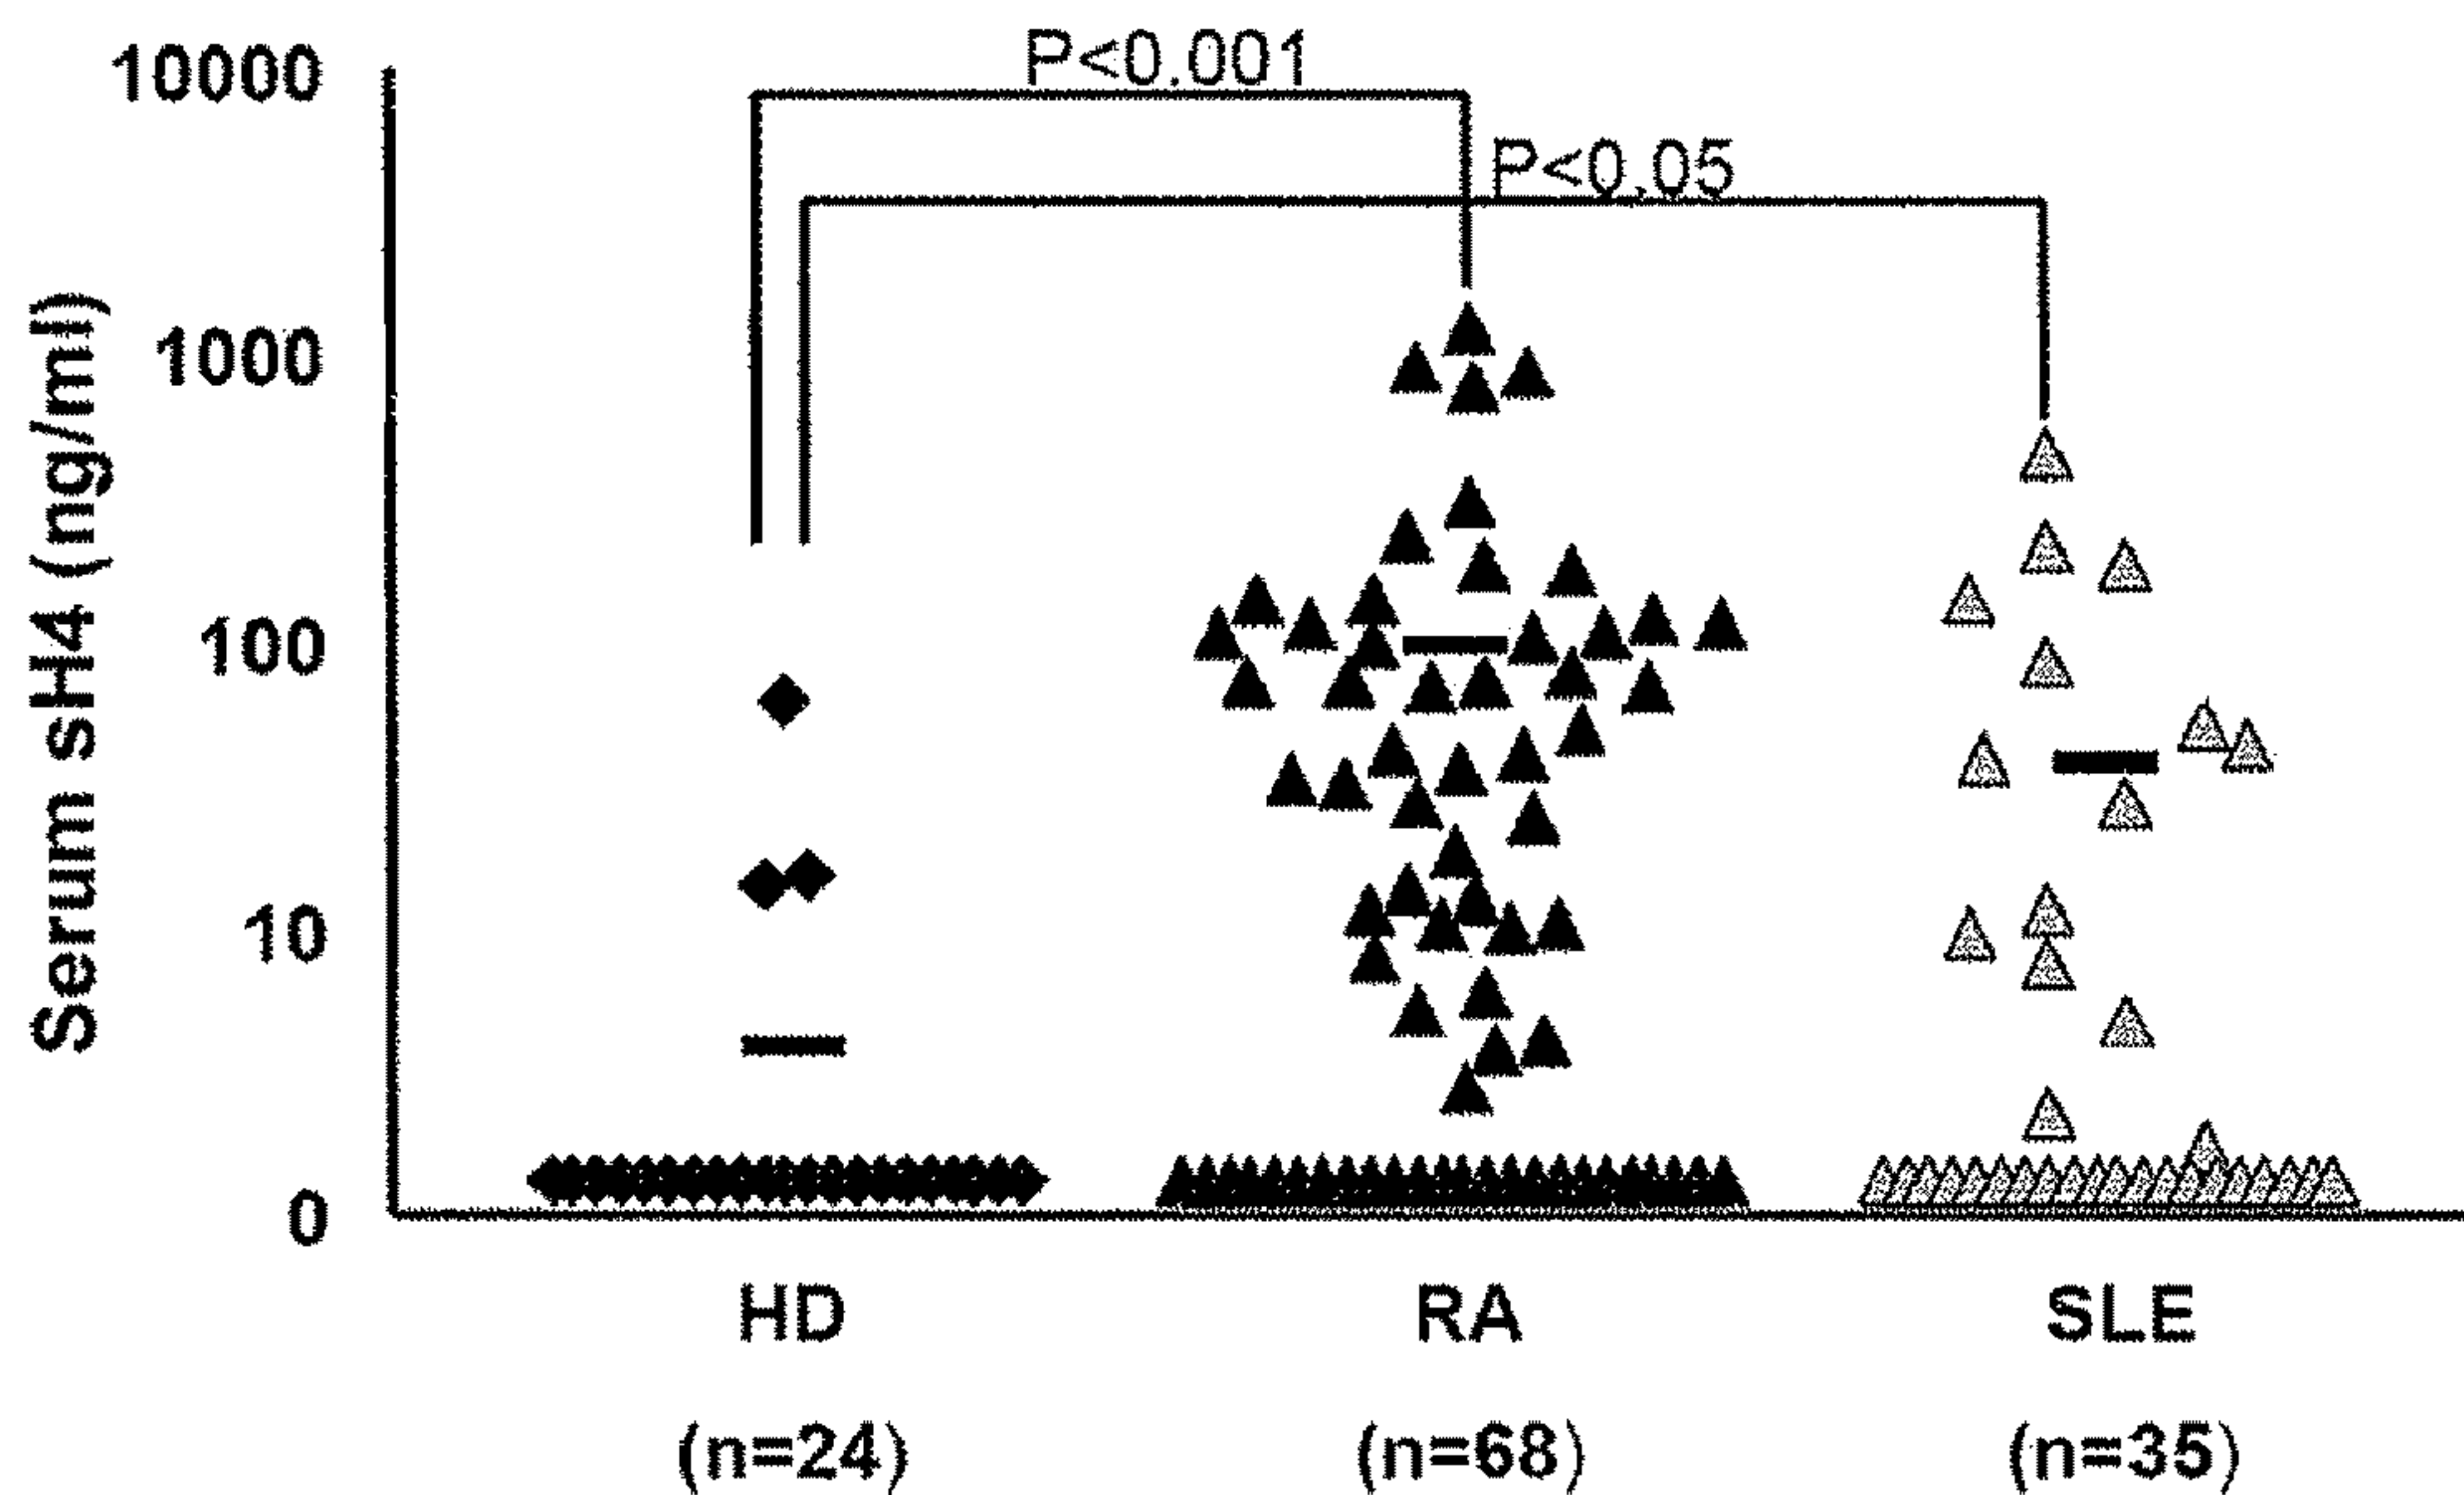 P<0.001
P<0.05
Serum sH4 (ng/ml)
10000
1000
100
10
0
HD
RA
SLE
(n=24)
(n=68)
(n=35)